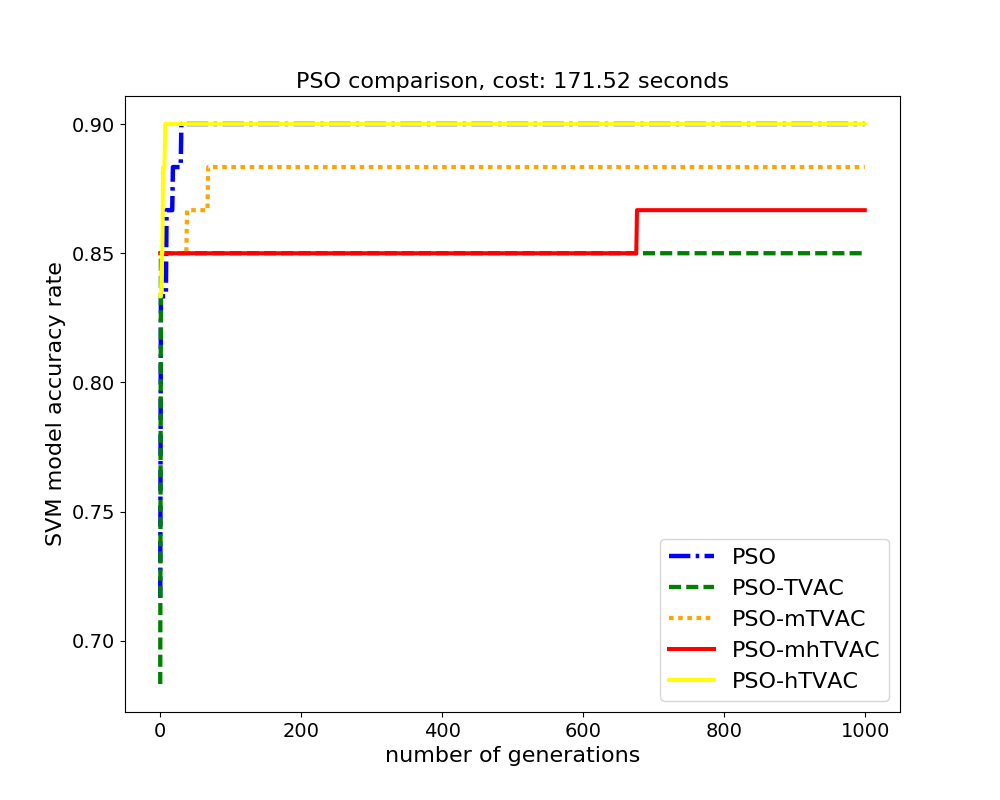 PSO comparison, cost: 171.52 seconds
SVM model accuracy rate
0.90
0.85
0.80
0.75
0.70
0 200 400 600 800 1000
number of generations
PSO
PSO-TVAC
PSO-mTVAC
PSO-mhTVAC
PSO-hTVAC